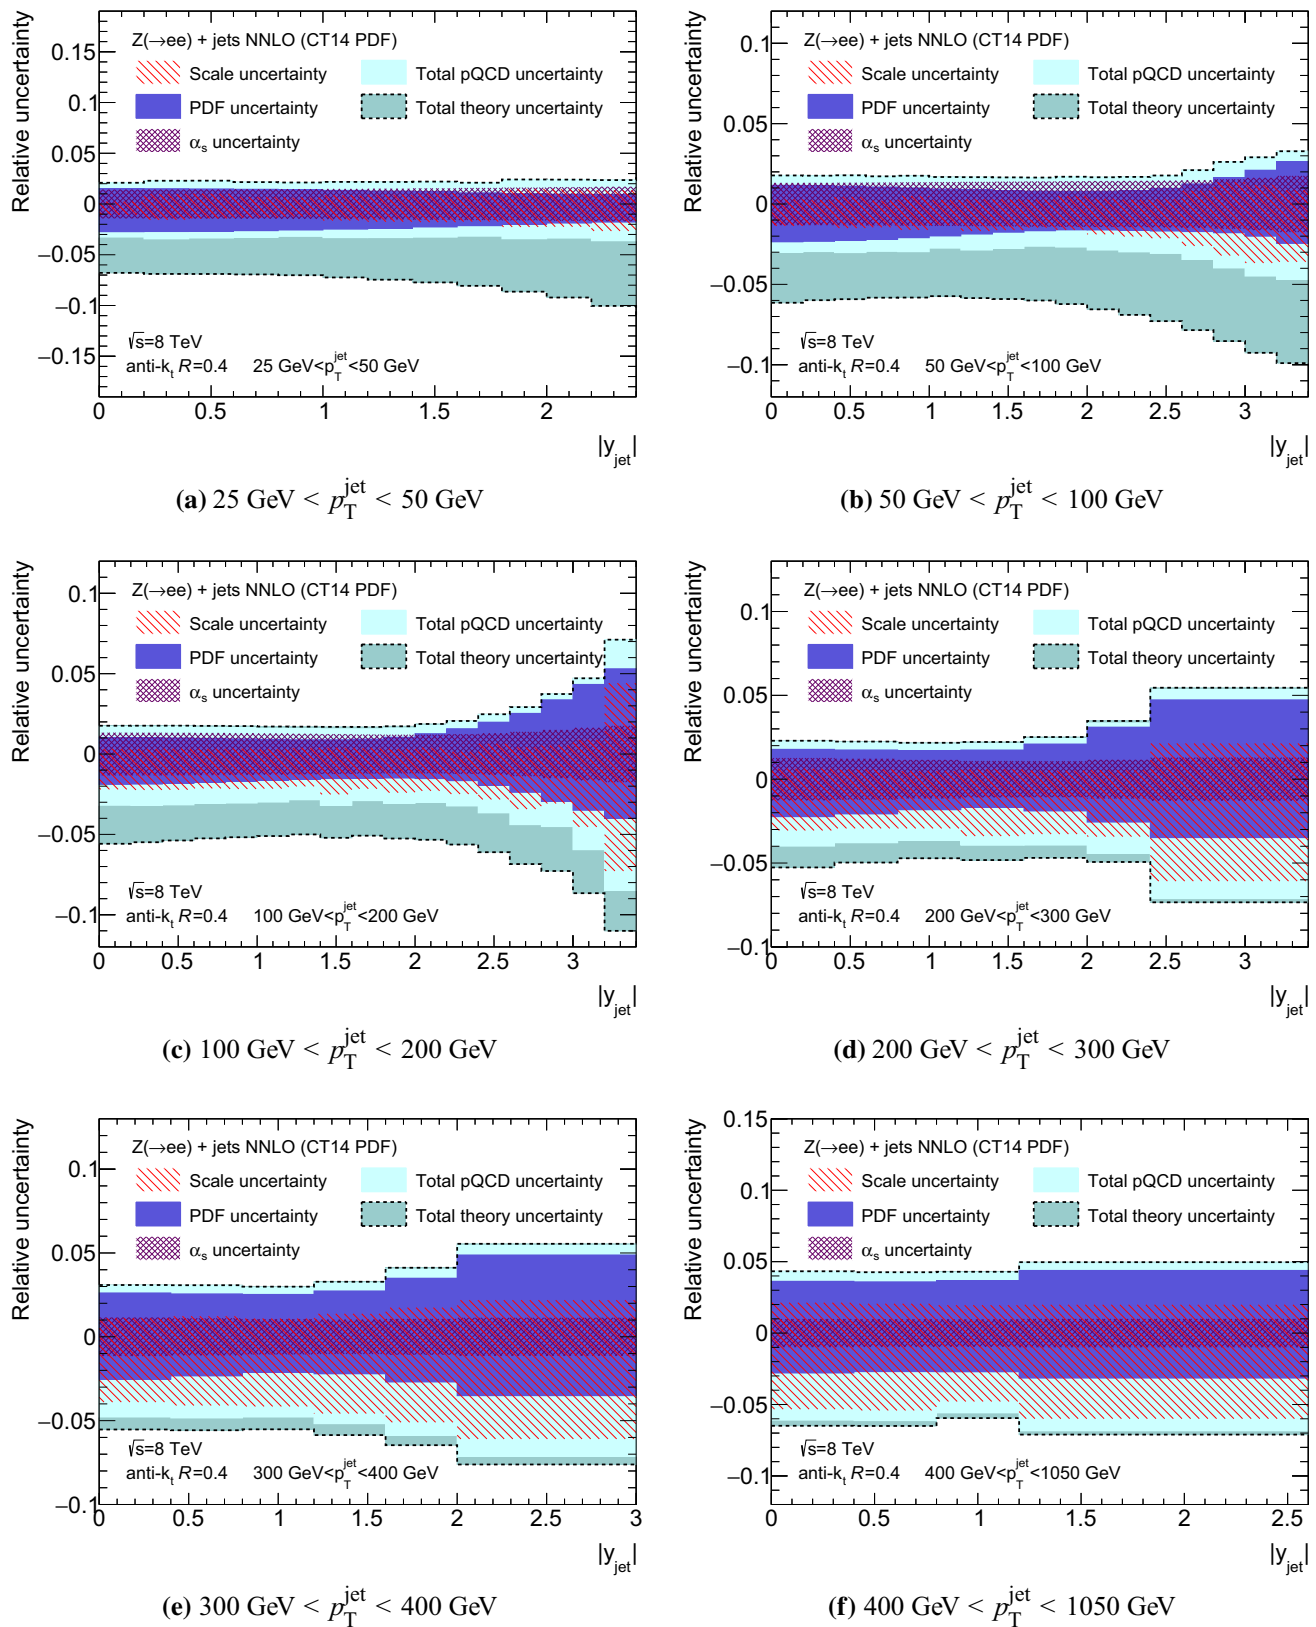 Relative uncertainty
Z(→ee) + jets NNLO (CT14 PDF)
Scale uncertainty
Total pQCD uncertainty
PDF uncertainty
Total theory uncertainty
αs uncertainty
0.15
0.1
0.05
0
−0.05
−0.1
−0.15
√s=8 TeV
anti-kt R=0.4 25 GeV<pTjet<50 GeV
0 0.5 1 1.5 2
|yjet|
(a) 25 GeV < pTjet < 50 GeV
Relative uncertainty
Z(→ee) + jets NNLO (CT14 PDF)
Scale uncertainty
Total pQCD uncertainty
PDF uncertainty
Total theory uncertainty
αs uncertainty
0.1
0.05
0
−0.05
−0.1
√s=8 TeV
anti-kt R=0.4 50 GeV<pTjet<100 GeV
0 0.5 1 1.5 2 2.5 3
|yjet|
(b) 50 GeV < pTjet < 100 GeV
Relative uncertainty
Z(→ee) + jets NNLO (CT14 PDF)
Scale uncertainty
Total pQCD uncertainty
PDF uncertainty
Total theory uncertainty
αs uncertainty
0.1
0.05
0
−0.05
−0.1
√s=8 TeV
anti-kt R=0.4 100 GeV<pTjet<200 GeV
0 0.5 1 1.5 2 2.5 3
|yjet|
(c) 100 GeV < pTjet < 200 GeV
Relative uncertainty
Z(→ee) + jets NNLO (CT14 PDF)
Scale uncertainty
Total pQCD uncertainty
PDF uncertainty
Total theory uncertainty
αs uncertainty
0.1
0.05
0
−0.05
−0.1
√s=8 TeV
anti-kt R=0.4 200 GeV<pTjet<300 GeV
0 0.5 1 1.5 2 2.5 3
|yjet|
(d) 200 GeV < pTjet < 300 GeV
Relative uncertainty
Z(→ee) + jets NNLO (CT14 PDF)
Scale uncertainty
Total pQCD uncertainty
PDF uncertainty
Total theory uncertainty
αs uncertainty
0.1
0.05
0
−0.05
−0.1
√s=8 TeV
anti-kt R=0.4 300 GeV<pTjet<400 GeV
0 0.5 1 1.5 2 2.5 3
|yjet|
(e) 300 GeV < pTjet < 400 GeV
Relative uncertainty
Z(→ee) + jets NNLO (CT14 PDF)
Scale uncertainty
Total pQCD uncertainty
PDF uncertainty
Total theory uncertainty
αs uncertainty
0.15
0.1
0.05
0
−0.05
−0.1
√s=8 TeV
anti-kt R=0.4 400 GeV<pTjet<1050 GeV
0 0.5 1 1.5 2 2.5
|yjet|
(f) 400 GeV < pTjet < 1050 GeV